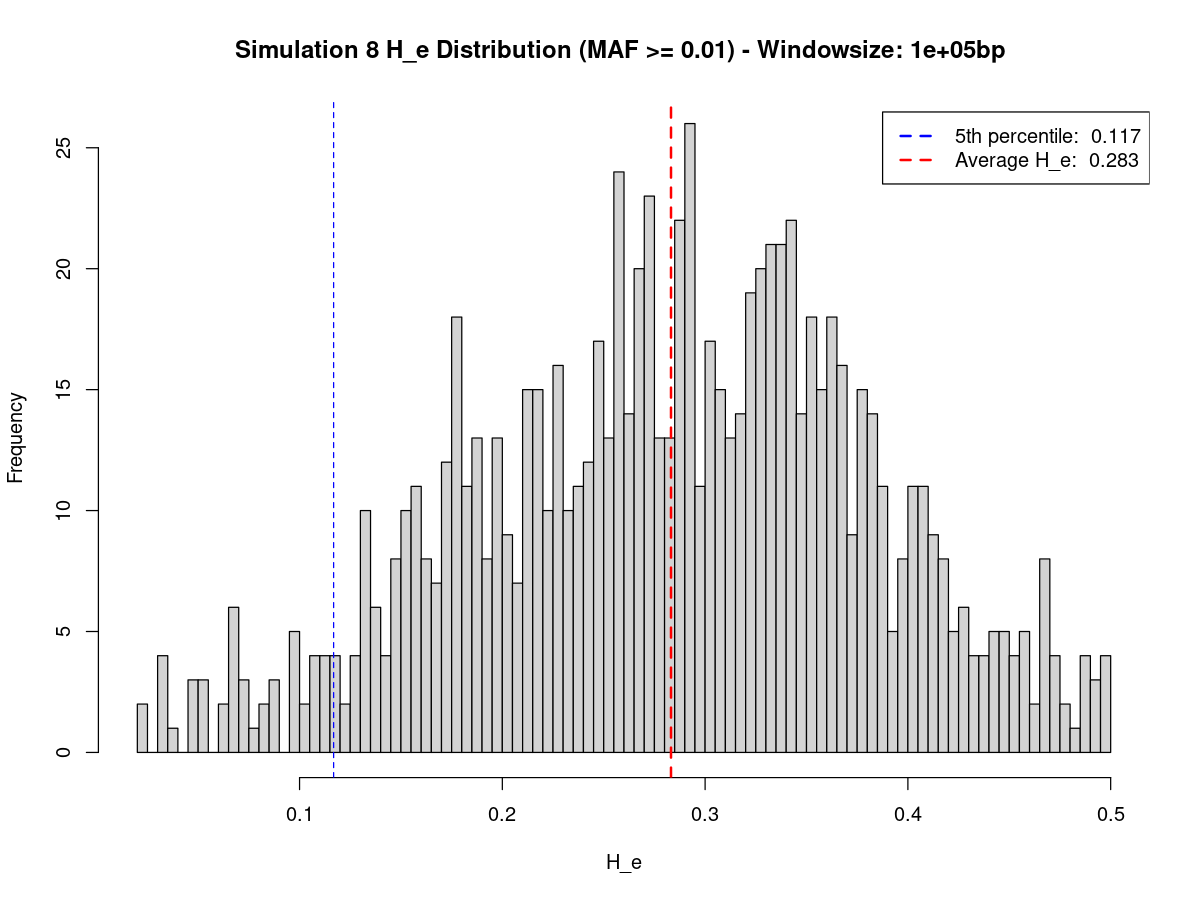 Simulation 8 H_e Distribution (MAF >= 0.01) - Windowsize: 1e+05bp
5th percentile:  0.117
Average H_e:  0.283
Frequency
25
20
15
10
5
0
0.1 0.2 0.3 0.4 0.5
H_e